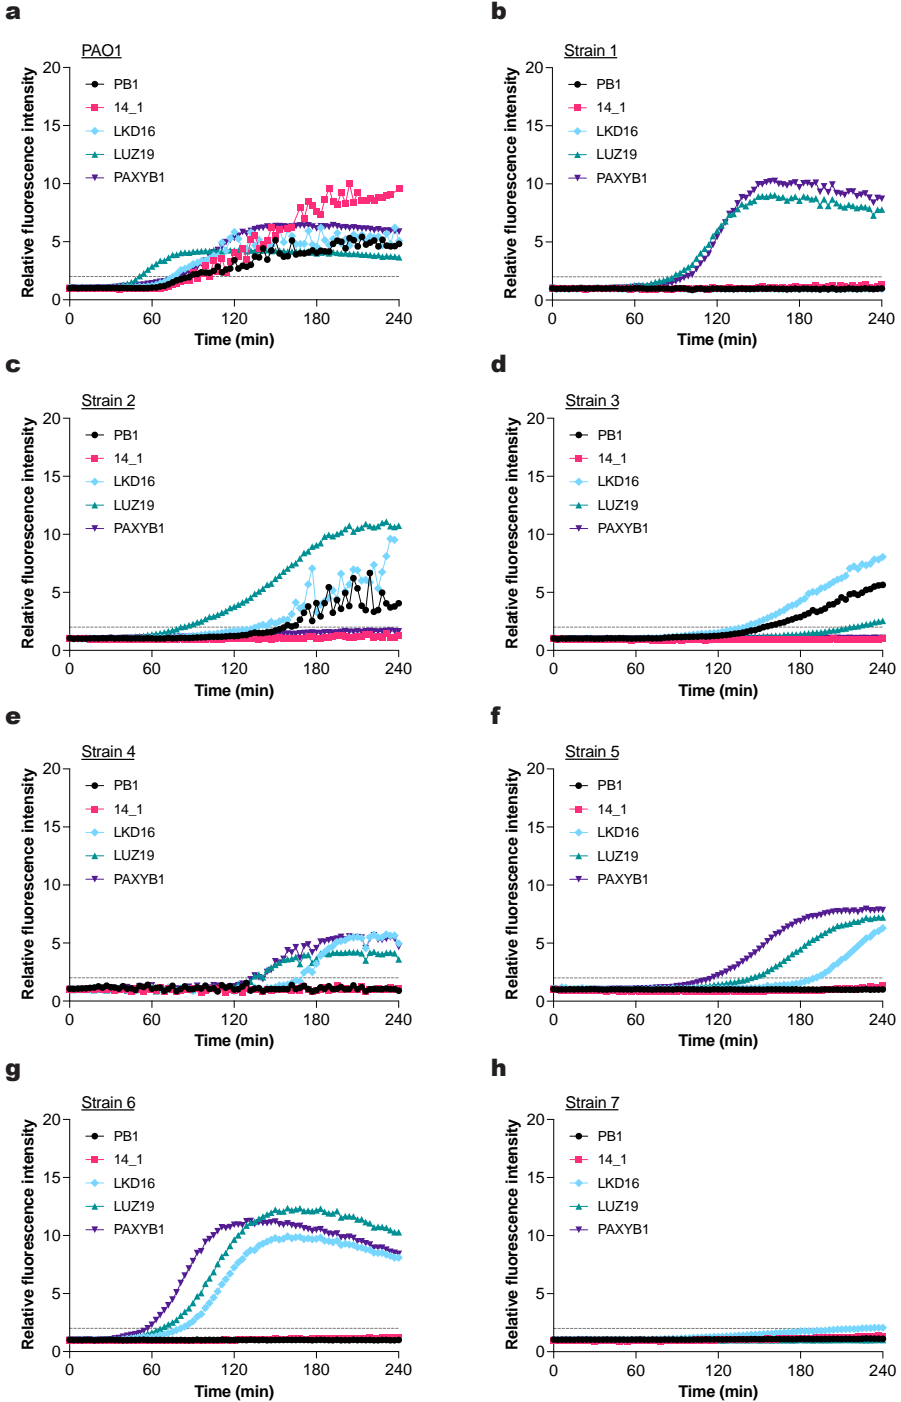 a
PAO1
Relative fluorescence intensity
20
15
10
5
0
PB1
14_1
LKD16
LUZ19
PAXYB1
0 60 120 180 240
Time (min)
b
Strain 1
Relative fluorescence intensity
20
15
10
5
0
PB1
14_1
LKD16
LUZ19
PAXYB1
0 60 120 180 240
Time (min)
c
Strain 2
Relative fluorescence intensity
20
15
10
5
0
PB1
14_1
LKD16
LUZ19
PAXYB1
0 60 120 180 240
Time (min)
d
Strain 3
Relative fluorescence intensity
20
15
10
5
0
PB1
14_1
LKD16
LUZ19
PAXYB1
0 60 120 180 240
Time (min)
e
Strain 4
Relative fluorescence intensity
20
15
10
5
0
PB1
14_1
LKD16
LUZ19
PAXYB1
0 60 120 180 240
Time (min)
f
Strain 5
Relative fluorescence intensity
20
15
10
5
0
PB1
14_1
LKD16
LUZ19
PAXYB1
0 60 120 180 240
Time (min)
g
Strain 6
Relative fluorescence intensity
20
15
10
5
0
PB1
14_1
LKD16
LUZ19
PAXYB1
0 60 120 180 240
Time (min)
h
Strain 7
Relative fluorescence intensity
20
15
10
5
0
PB1
14_1
LKD16
LUZ19
PAXYB1
0 60 120 180 240
Time (min)